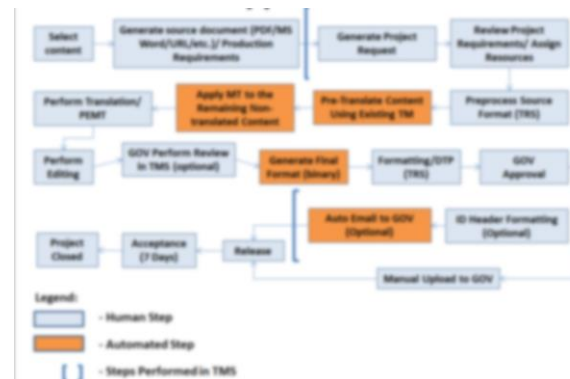 Select
content
Generate source document (PDF/MS
Word/URL/etc.)/ Production
Requirements
Generate Project
Request
Review Project
Requirements/ Assign
Resources
Perform Translation/
PEMT
Apply MT to the
Remaining Non-
translated Content
Pre-Translate Content
Using Existing TM
Preprocess Source
Format (TRS)
Perform
Editing
GOV Perform Review
in TMS (optional)
Generate Final
Format (binary)
Formatting/DTP
(TRS)
GOV
Approval
Project
Closed
Acceptance
(7 Days)
Release
Auto Email to GOV
(Optional)
ID Header Formatting
(Optional)
Manual Upload to GOV
Legend:
- Human Step
- Automated Step
[ ] - Steps Performed in TMS